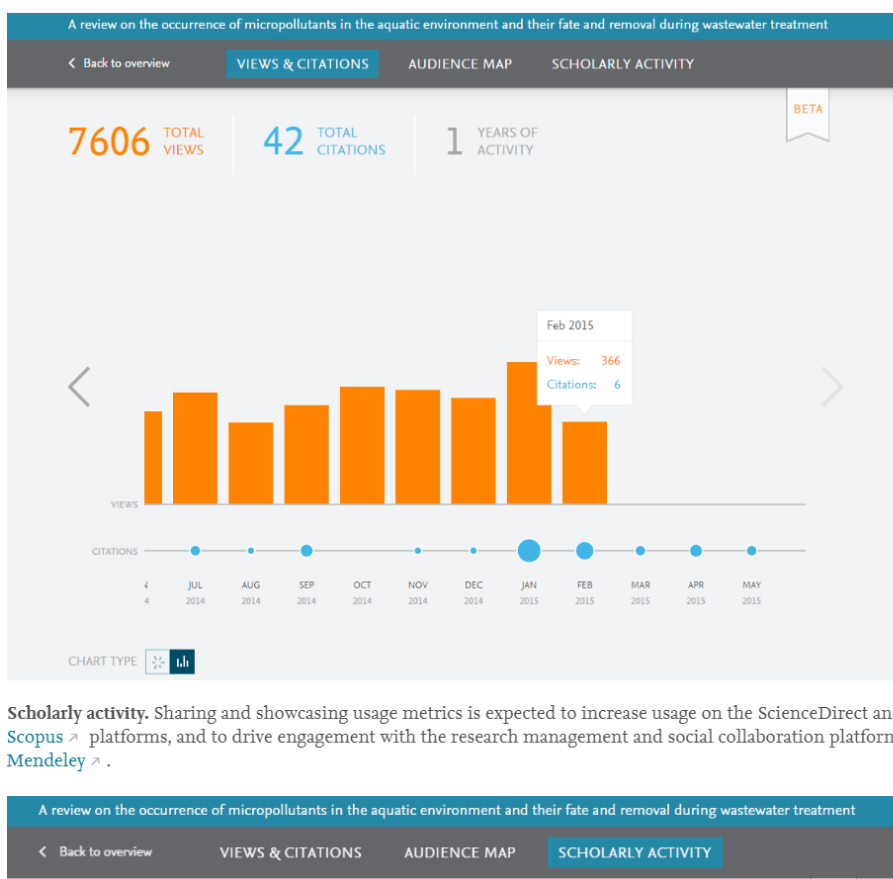 A review on the occurrence of micropollutants in the aquatic environment and their fate and removal during wastewater treatment
Back to overview VIEWS & CITATIONS AUDIENCE MAP SCHOLARLY ACTIVITY
BETA
7606 TOTAL VIEWS 42 TOTAL CITATIONS 1 YEARS OF ACTIVITY
Feb 2015
Views: 366
Citations: 6
VIEWS
CITATIONS
JUL AUG SEP OCT NOV DEC JAN FEB MAR APR MAY
4 2014 2014 2014 2014 2014 2014 2015 2015 2015 2015 2015
CHART TYPE
Scholarly activity. Sharing and showcasing usage metrics is expected to increase usage on the ScienceDirect an
Scopus platforms, and to drive engagement with the research management and social collaboration platform
Mendeley .
A review on the occurrence of micropollutants in the aquatic environment and their fate and removal during wastewater treatment
Back to overview VIEWS & CITATIONS AUDIENCE MAP SCHOLARLY ACTIVITY